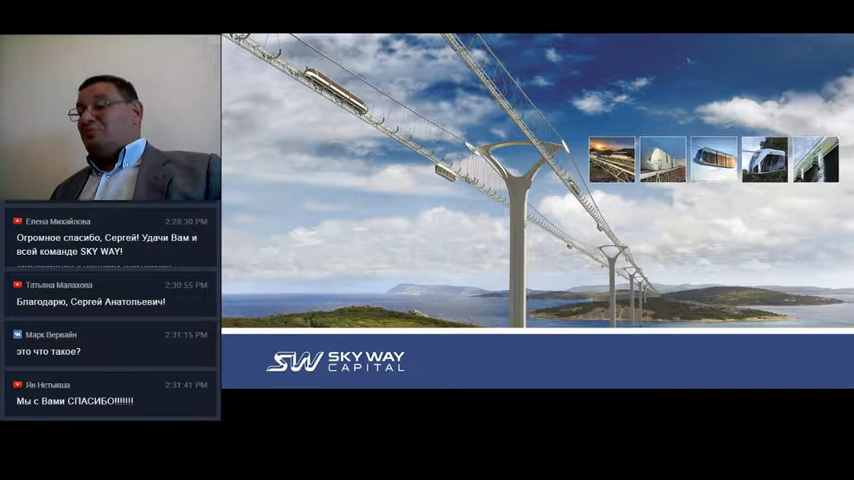 Елена Михайлова 2:28:30 PM
Огромное спасибо, Сергей! Удачи Вам и
всей команде SKY WAY!
Татьяна Малахова 2:30:55 PM
Благодарю, Сергей Анатольевич!
Марк Вервайн 2:31:15 PM
это что такое?
Ян Нетывша 2:31:41 PM
Мы с Вами СПАСИБО!!!!!!!
SW SKY WAY
CAPITAL